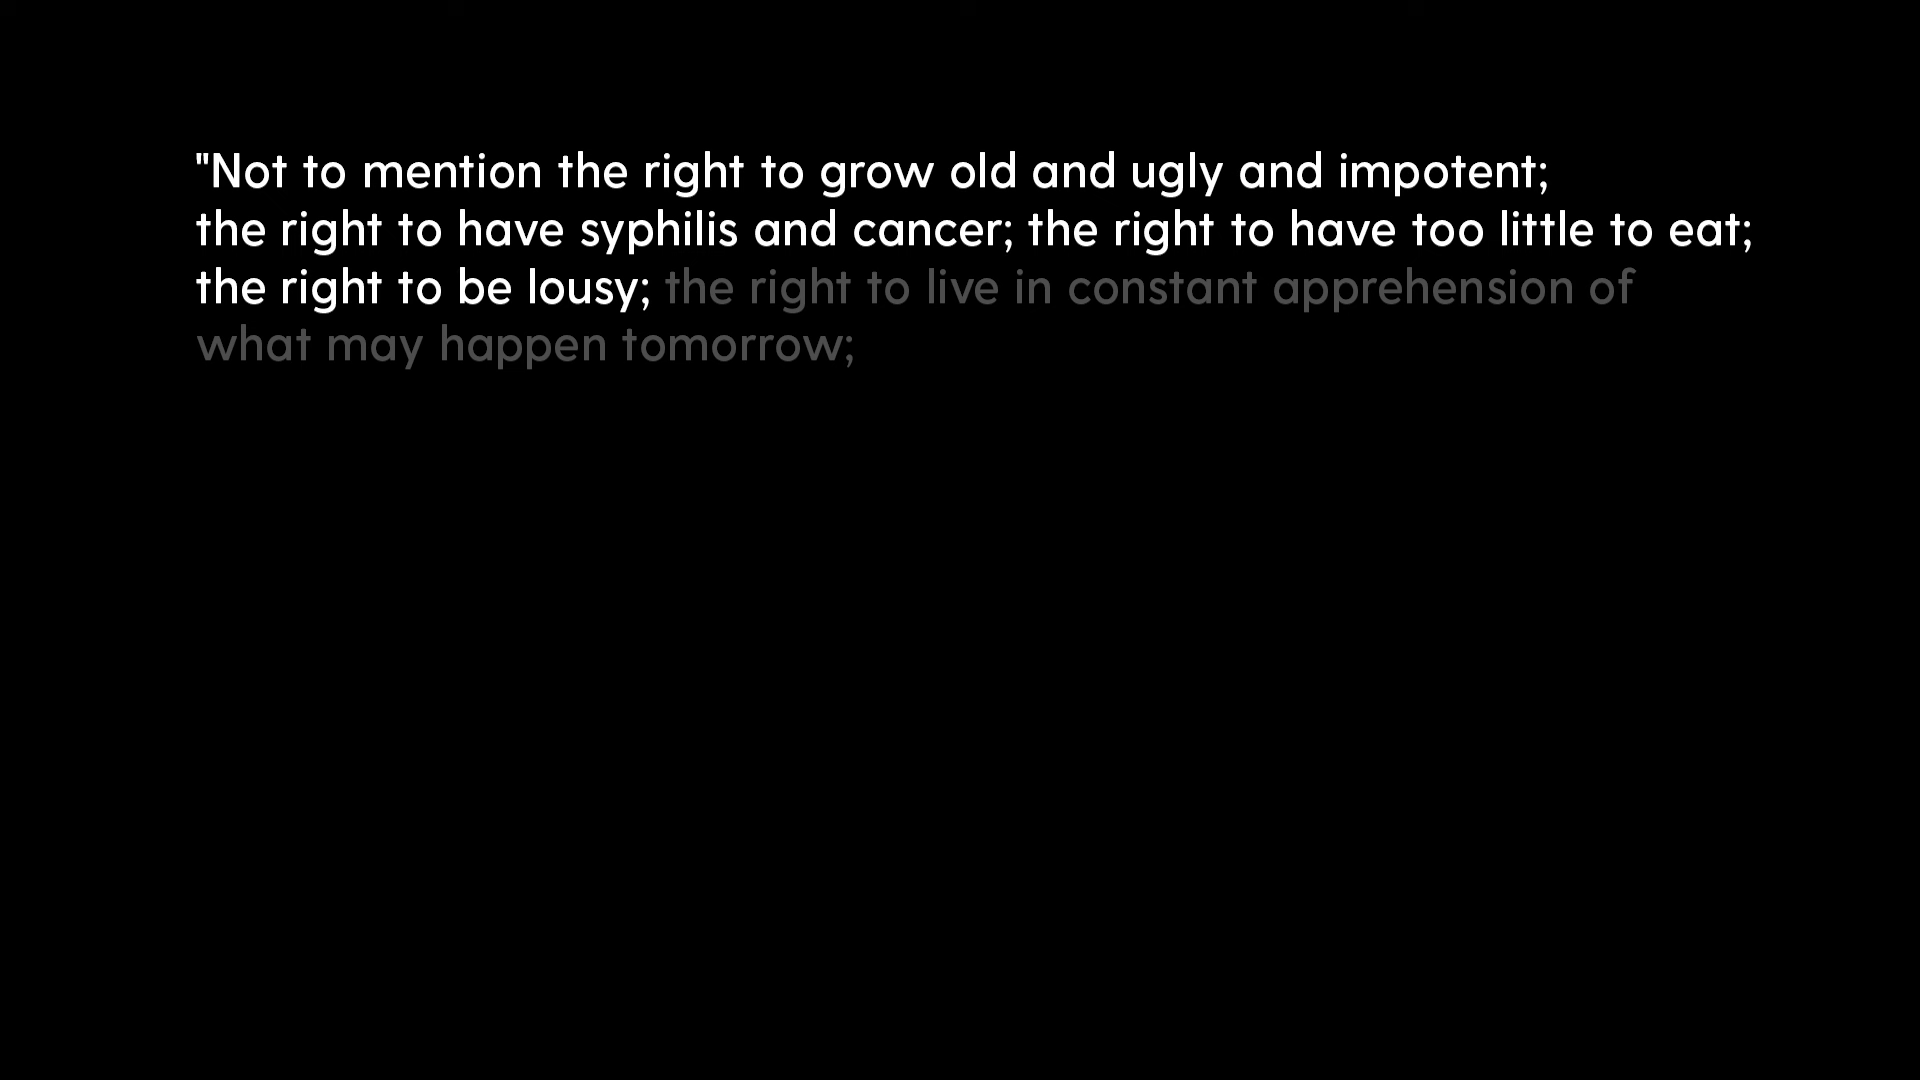 "Not to mention the right to grow old and ugly and impotent;
the right to have syphilis and cancer; the right to have too little to eat;
the right to be lousy; the right to live in constant apprehension of
what may happen tomorrow;